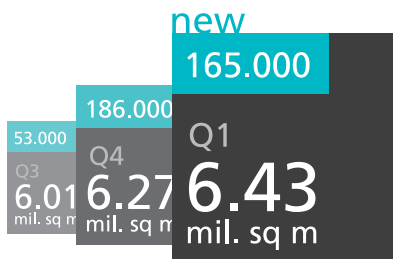 new
165.000
Q1
6.43
mil. sq m
186.000
Q4
6.27
mil. sq m
53.000
Q3
6.01
mil. sq m